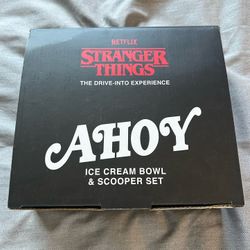 NETFLIX
STRANGER
THINGS
THE DRIVE-INTO EXPERIENCE
AHOY
ICE CREAM BOWL
& SCOOPER SET